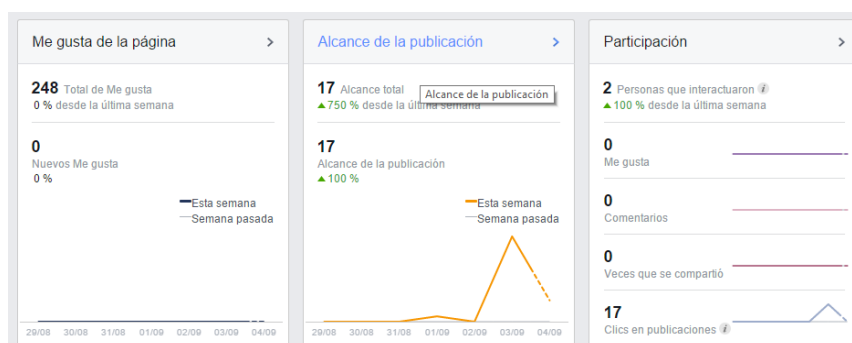 Me gusta de la página
248 Total de Me gusta
0 % desde la última semana
0
Nuevos Me gusta
0 %
Esta semana
Semana pasada
29/08 30/08 31/08 01/09 02/09 03/09 04/09
Alcance de la publicación
17 Alcance total
Alcance de la publicación
750 % desde la última semana
17
Alcance de la publicación
100 %
Esta semana
Semana pasada
29/08 30/08 31/08 01/09 02/09 03/09 04/09
Participación
2 Personas que interactuaron i
100 % desde la última semana
0
Me gusta
0
Comentarios
0
Veces que se compartió
17
Clics en publicaciones i